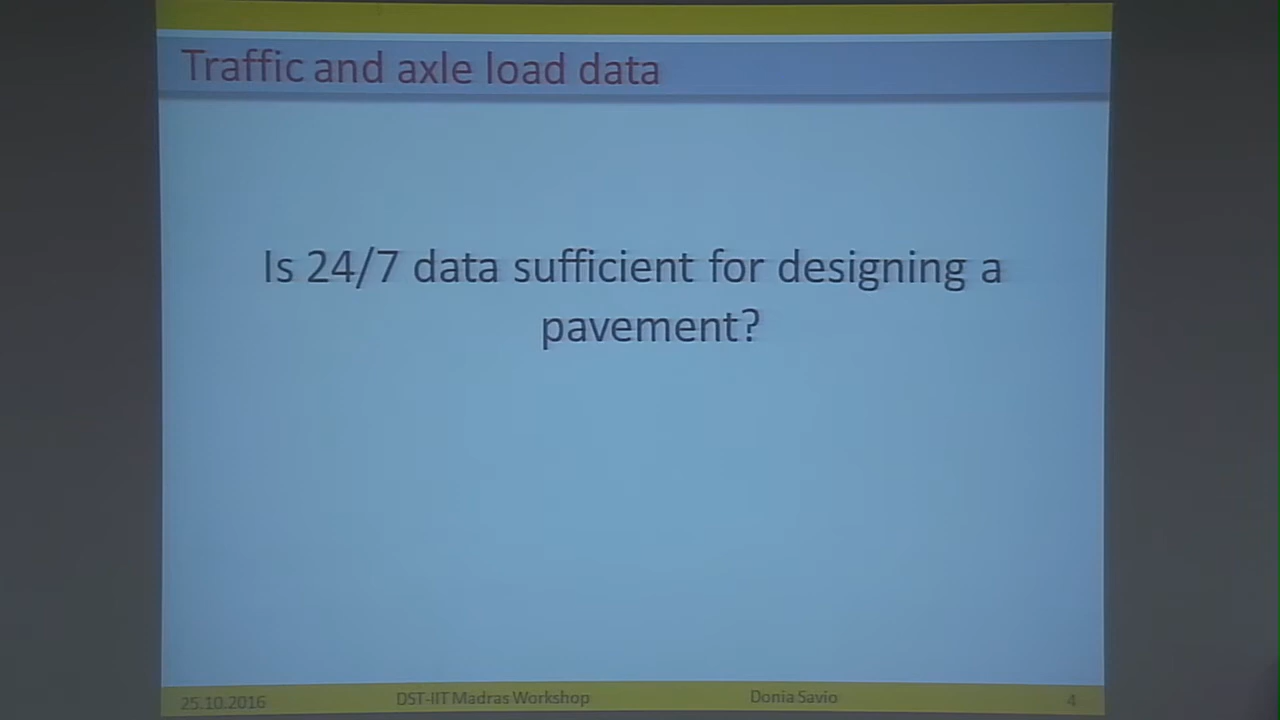 Traffic and axle load data
Is 24/7 data sufficient for designing a
pavement?
25.10.2016 DST-IIT Madras Workshop Donia Savio 4